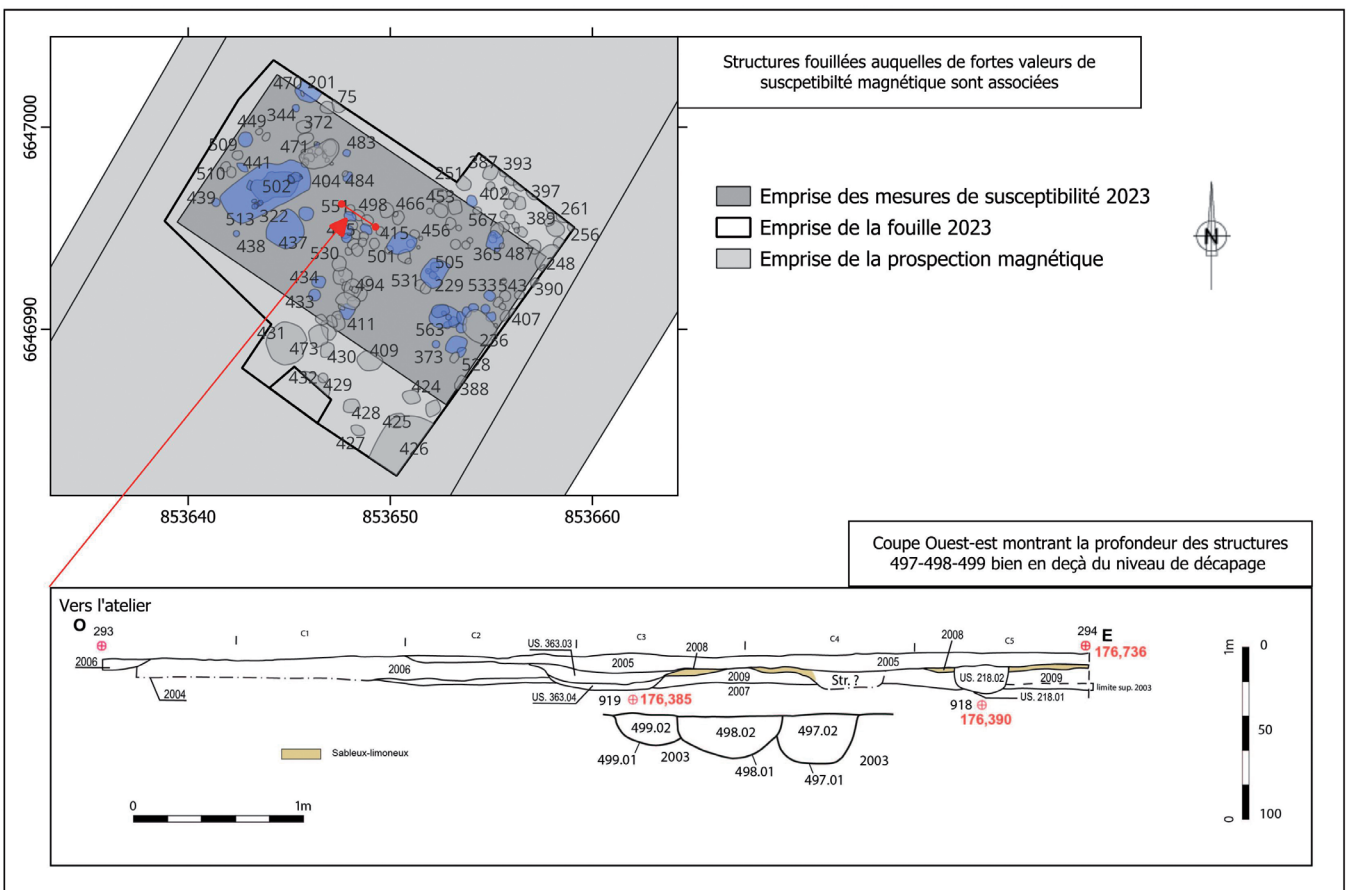 Structures fouillées auquelles de fortes valeurs de
suscpetibilté magnétique sont associées
6647000
6646990
853640
853650
853660
470 201
75
449 344 372
509 471 483
510 441
502 404 484
439
513 322
551 498 466 453
251 387 393
402 397
438 437
415 456 567 389 261
530 501
365 487 256
434 505 248
494 531 229 533 543 390
433
411 563 407
431 236
473 430 409 373 528
432 429 424 388
428 425
427 426
Emprise des mesures de susceptibilité 2023
Emprise de la fouille 2023
Emprise de la prospection magnétique
N
Coupe Ouest-est montrant la profondeur des structures
497-498-499 bien en deçà du niveau de décapage
Vers l'atelier
O
E
293
294
176,736
C1
C2
C3
C4
C5
US. 363.03
2008
2008
2006
2006
2005
2005
2004
2009
2009
2007
Str. ?
US. 218.02
US. 218.01
US. 363.04
limite sup. 2003
919
176,385
918
176,390
499.02
498.02
497.02
499.01
2003
498.01
497.01
2003
Sableux-limoneux
0
1m
1m
0
50
0
100